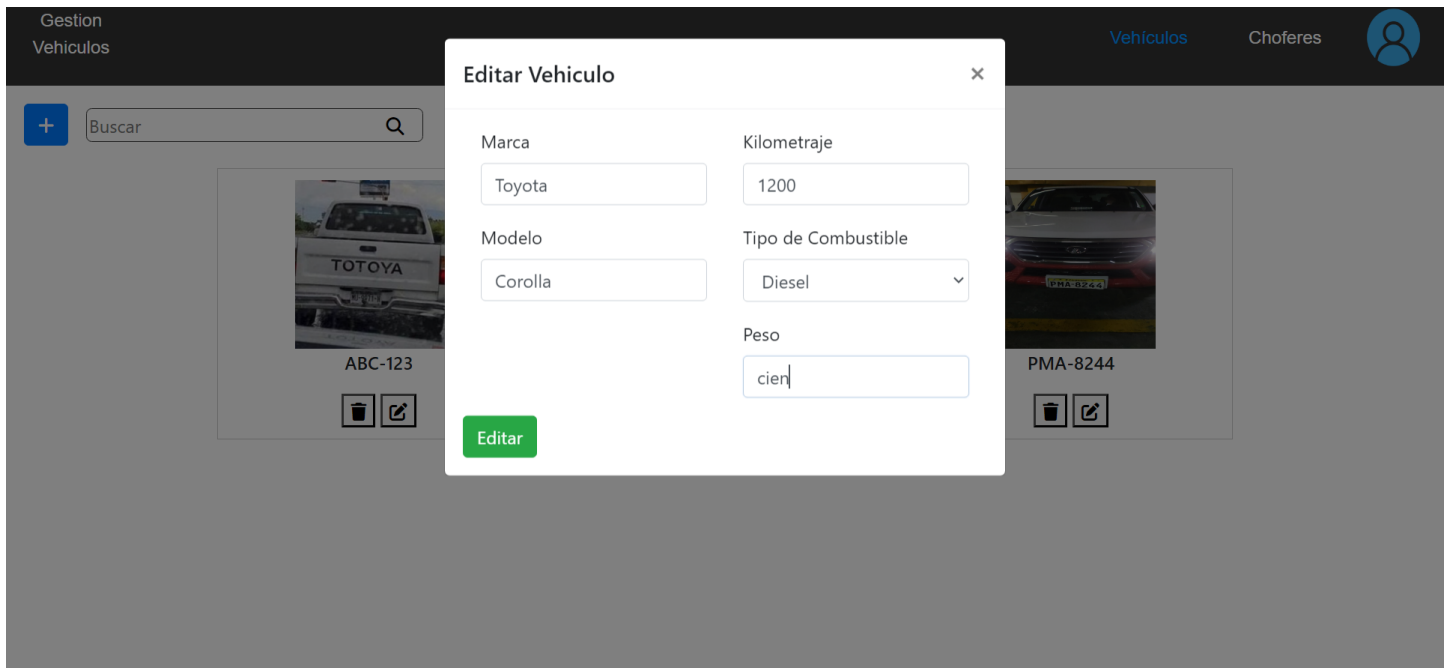 Gestion
Vehiculos
Vehículos
Choferes
Editar Vehiculo
×
Buscar
Marca
Kilometraje
Toyota
1200
Modelo
Tipo de Combustible
Corolla
Diesel
Peso
cien
TOTOYA
PMA-8244
ABC-123
PMA-8244
Editar